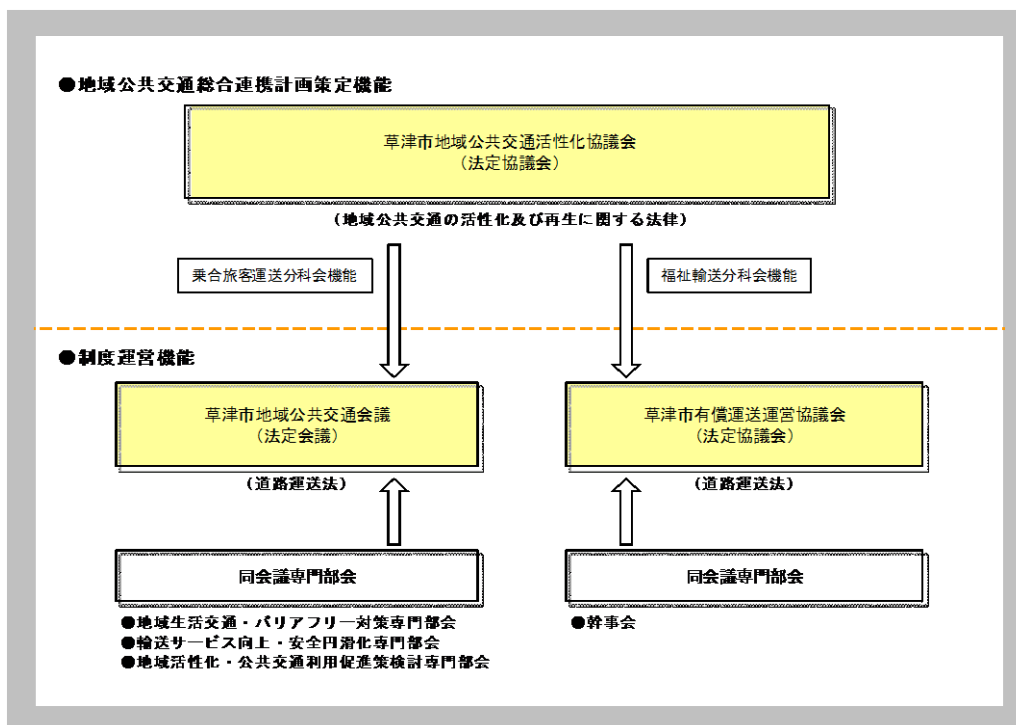 ●地域公共交通総合連携計画策定機能
草津市地域公共交通活性化協議会
（法定協議会）
（地域公共交通の活性化及び再生に関する法律）
乗合旅客運送分科会機能
福祉輸送分科会機能
●制度運営機能
草津市地域公共交通会議
（法定会議）
（道路運送法）
草津市有償運送運営協議会
（法定協議会）
（道路運送法）
同会議専門部会
●地域生活交通・バリアフリー対策専門部会
●輸送サービス向上・安全円滑化専門部会
●地域活性化・公共交通利用促進策検討専門部会
同会議専門部会
●幹事会